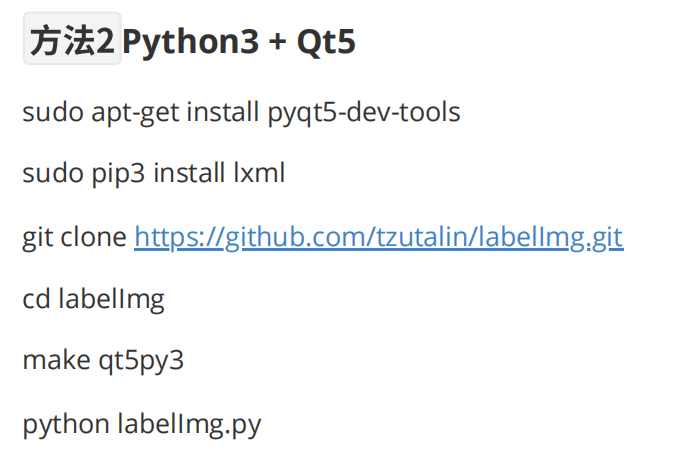 方法2 Python3 + Qt5
sudo apt-get install pyqt5-dev-tools
sudo pip3 install lxml
git clone https://github.com/tzutalin/labelImg.git
cd labelImg
make qt5py3
python labelImg.py